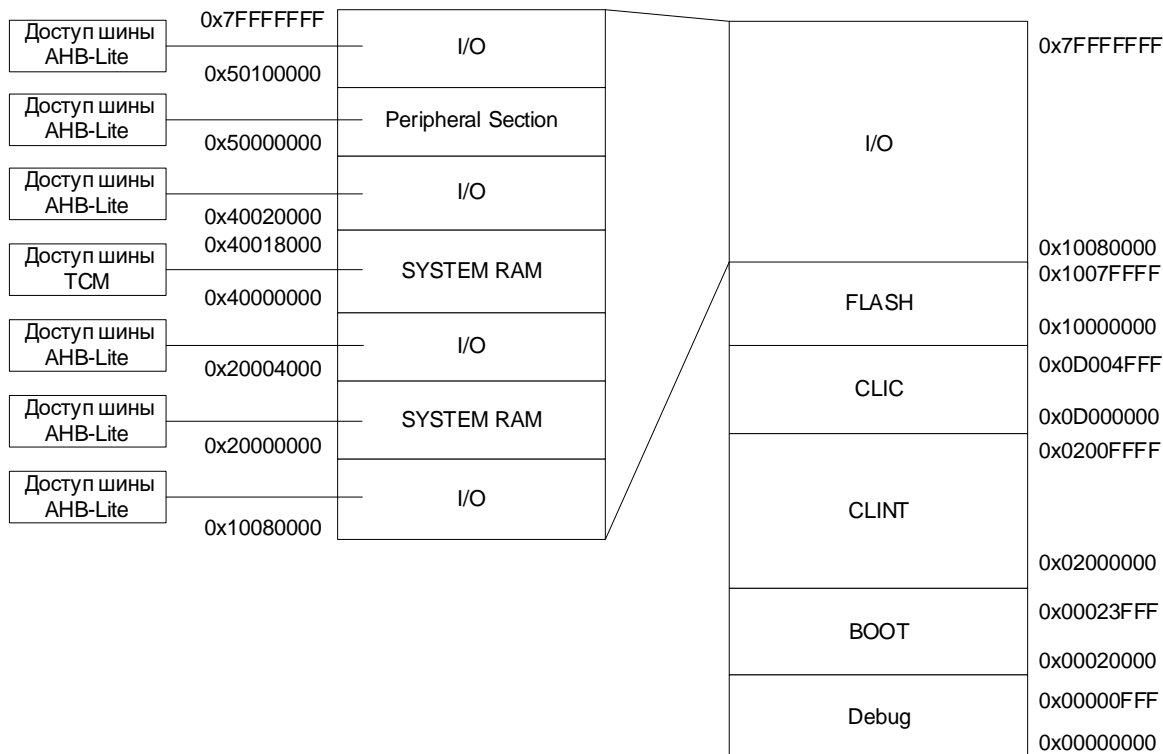 Доступ шины
AHB-Lite
0x7FFFFFFF
I/O
0x50100000
Доступ шины
AHB-Lite
Peripheral Section
0x50000000
Доступ шины
AHB-Lite
I/O
0x40020000
0x40018000
Доступ шины
TCM
SYSTEM RAM
0x40000000
Доступ шины
AHB-Lite
I/O
0x20004000
Доступ шины
AHB-Lite
SYSTEM RAM
0x20000000
Доступ шины
AHB-Lite
I/O
0x10080000
0x7FFFFFFF
I/O
0x10080000
0x1007FFFF
FLASH
0x10000000
0x0D004FFF
CLIC
0x0D000000
0x0200FFFF
CLINT
0x02000000
0x00023FFF
BOOT
0x00020000
0x00000FFF
Debug
0x00000000